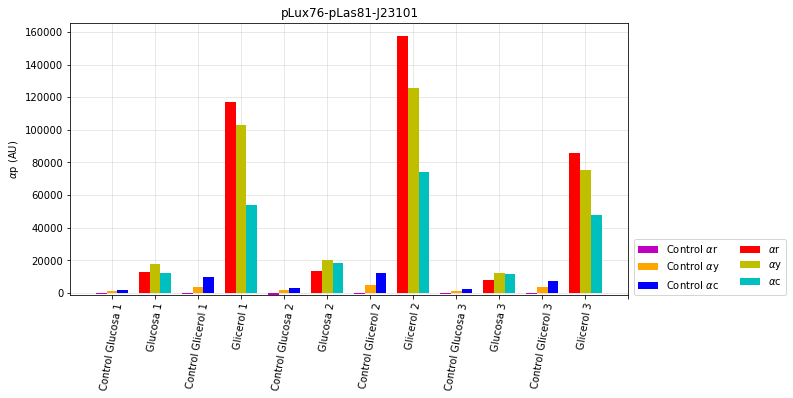 pLux76-pLas81-J23101
αp (AU)
160000
140000
120000
100000
80000
60000
40000
20000
0
Control Glucosa 1
Glucosa 1
Control Glicerol 1
Glicerol 1
Control Glucosa 2
Glucosa 2
Control Glicerol 2
Glicerol 2
Control Glucosa 3
Glucosa 3
Control Glicerol 3
Glicerol 3
Control αr
Control αy
Control αc
αr
αy
αc